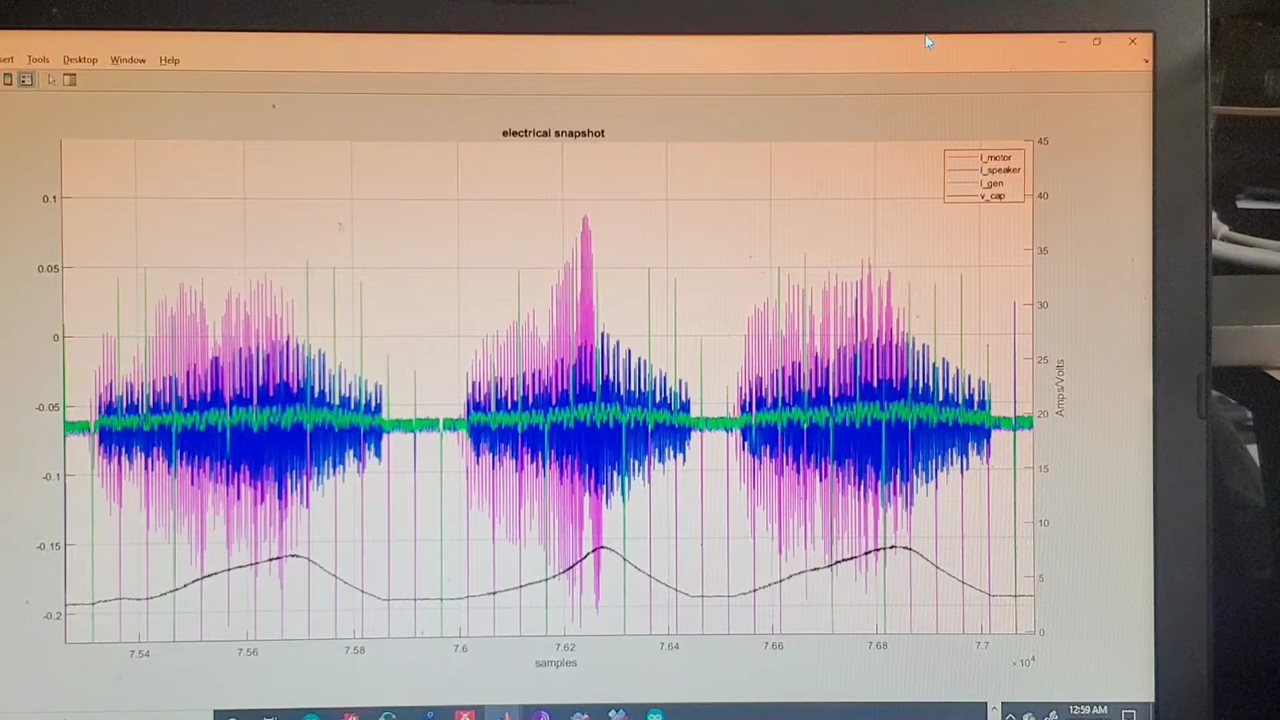 sert Tools Desktop Window Help
electrical snapshot
I_motor
I_speaker
I_gen
v_cap
0.1
0.05
0
-0.05
-0.1
-0.15
-0.2
45
40
35
30
25
20
15
10
5
0
Amps/Volts
7.54 7.56 7.58 7.6 7.62 7.64 7.66 7.68 7.7
× 10⁴
samples
12:59 AM